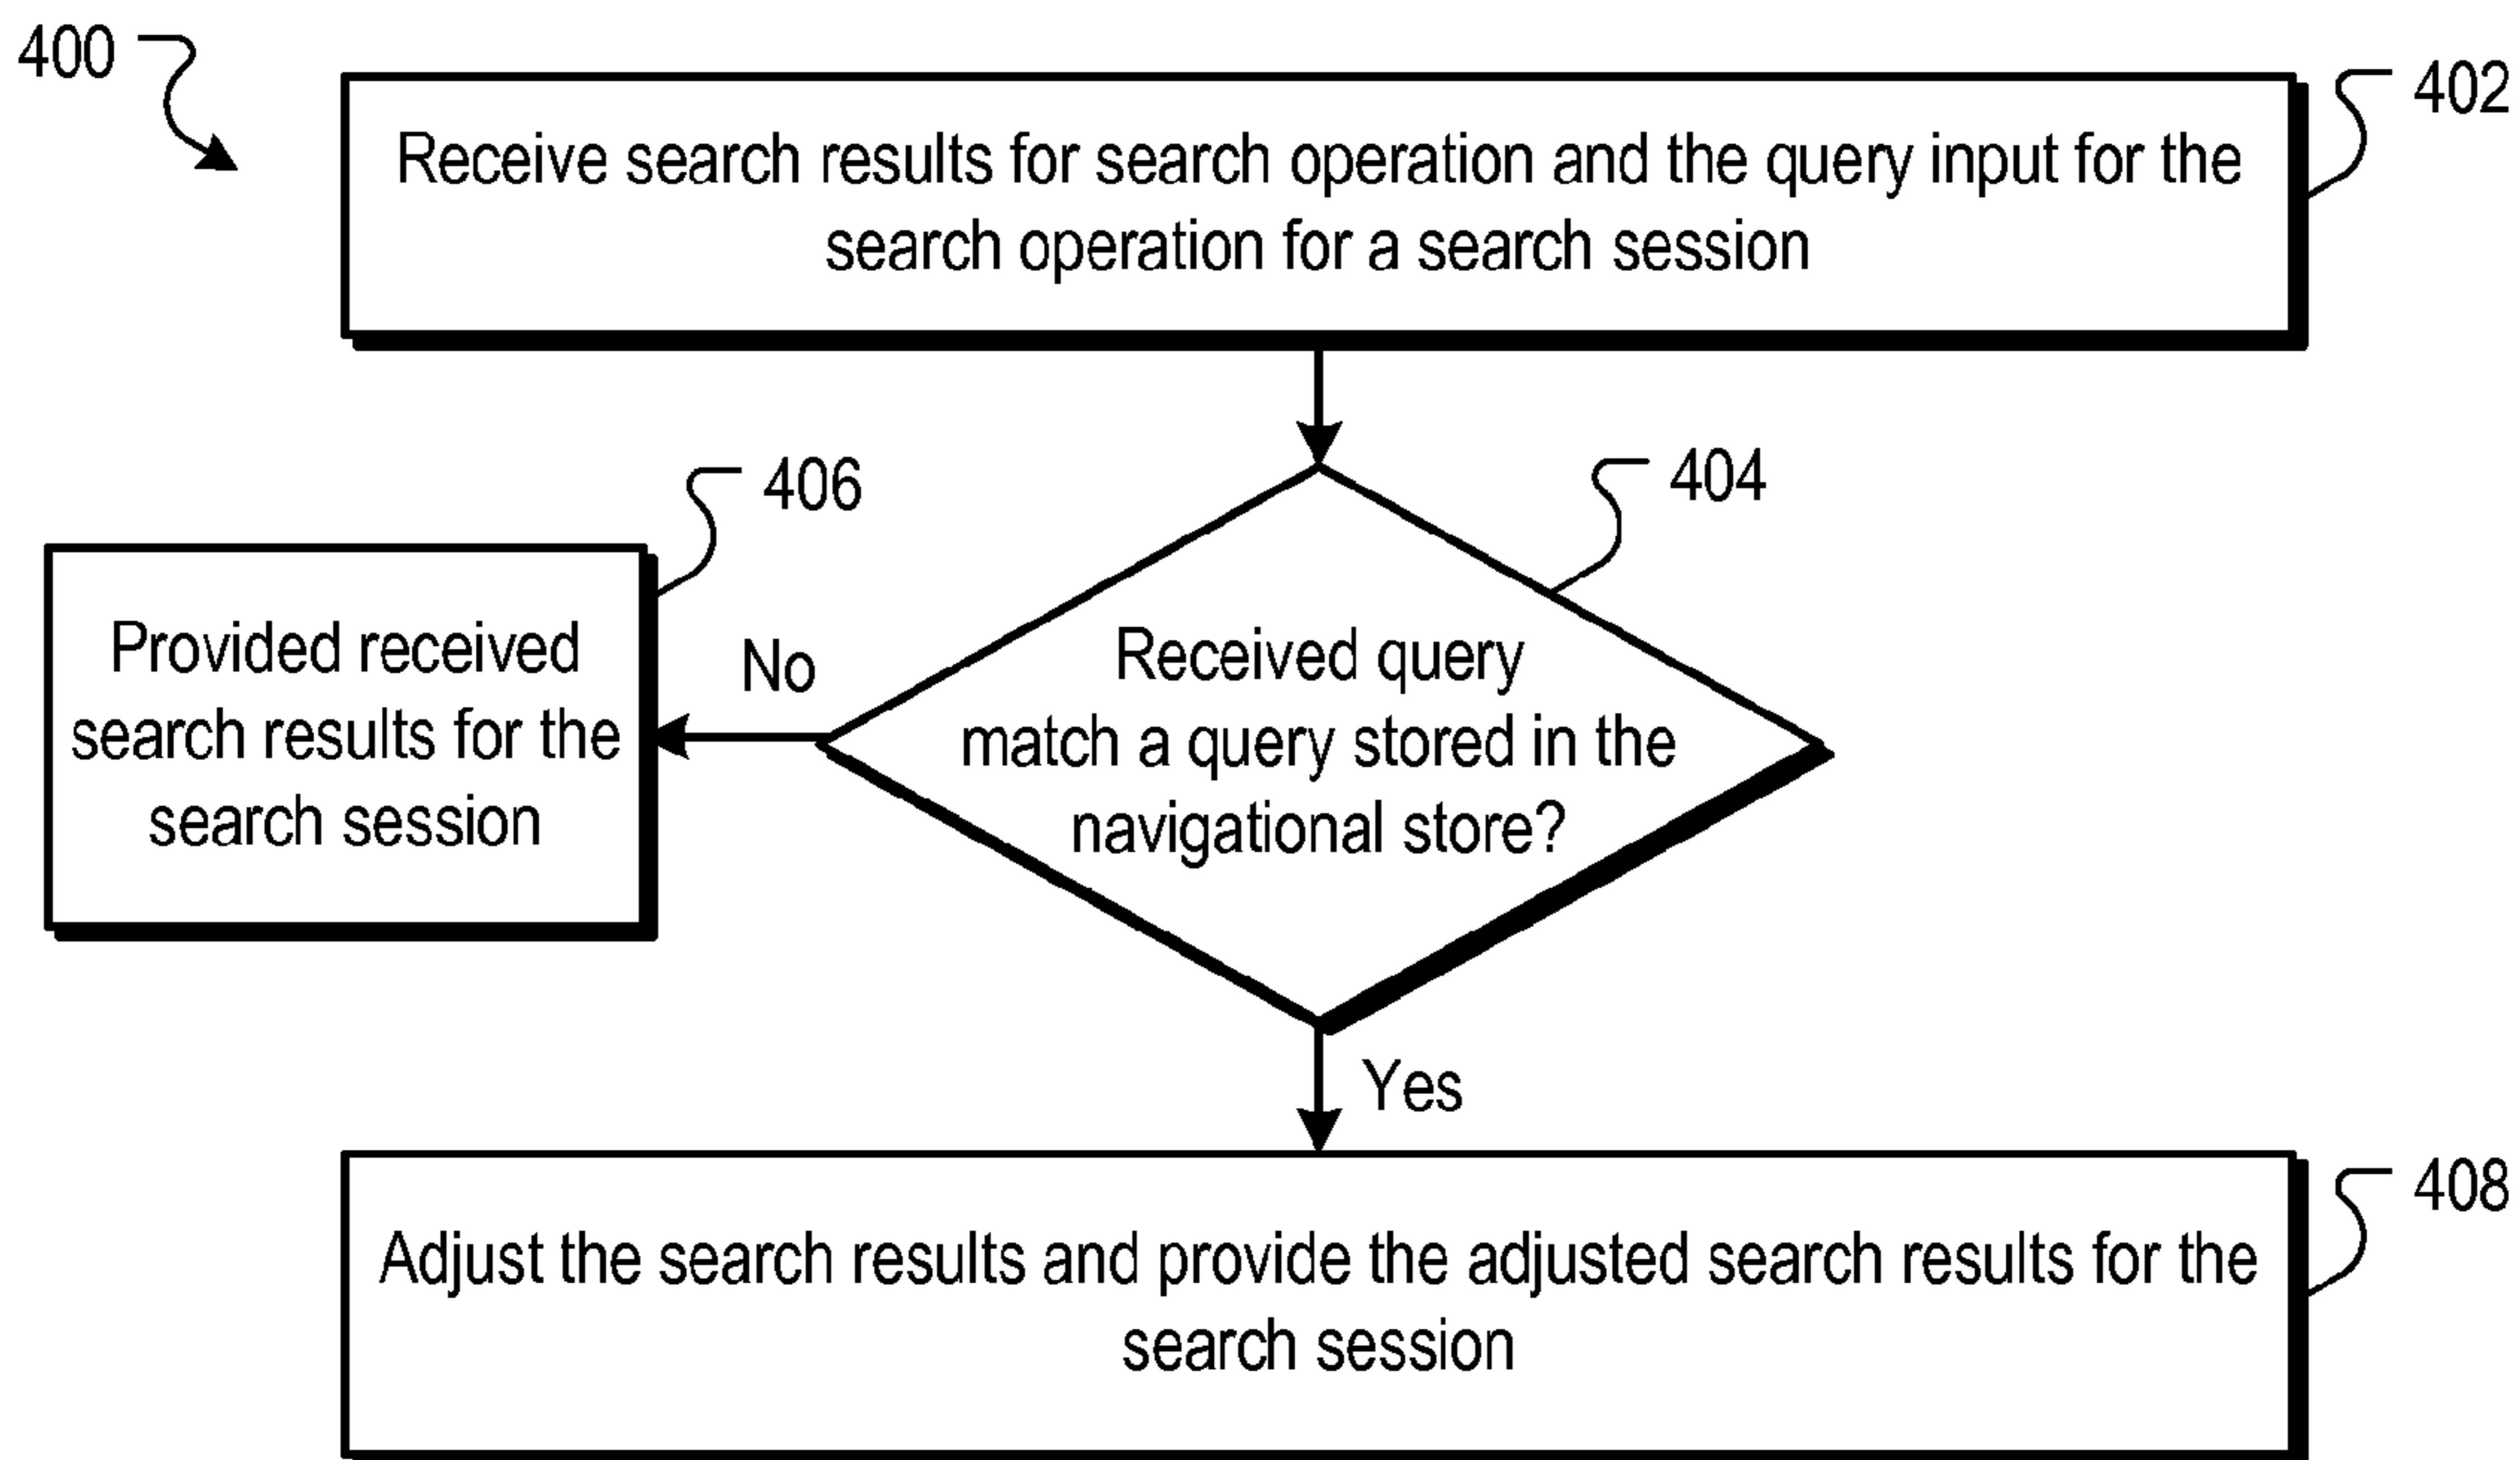 400
402
Receive search results for search operation and the query input for the
search operation for a search session
406
404
Provided received
search results for the
search session
No
Received query
match a query stored in the
navigational store?
Yes
408
Adjust the search results and provide the adjusted search results for the
search session